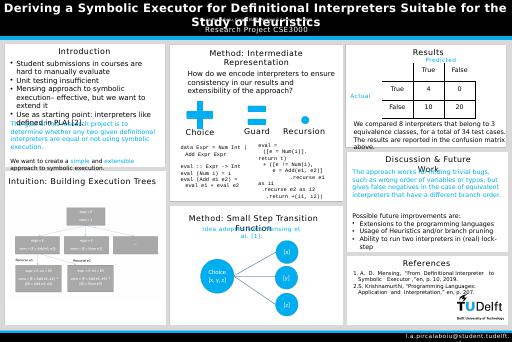 Deriving a Symbolic Executor for Definitional Interpreters Suitable for the
Study of Heuristics
Research Project CSE3000
Introduction
• Student submissions in courses are
hard to manually evaluate
• Unit testing insufficient
• Mensing approach to symbolic
execution– effective, but we want to
extend it
• Use as starting point: interpreters like
defined in PLAI[2].
project is to
determine whether any two given definitional
interpreters are equal or not using symbolic
execution.
We want to create a simple and extensible
approach to symbolic execution.
Intuition: Building Execution Trees
Method: Intermediate
Representation
How do we encode interpreters to ensure
consistency in our results and
extensibility of the approach?
Choice
Guard
Recursion
data Expr = Num Int |
Add Expr Expr
eval :: Expr -> Int
eval (Num i) = i
eval (Add e1 e2) =
eval e1 + eval e2
eval =
([e = Num(i)],
return i)
+ ([e != Num(i),
e = Add(e1, e2)]
.recurse e1
as i1
.recurse e2 as i2
.return +(i1, i2))
Method: Small Step Transition
Function
Idea adopted from Mensing et
al. [1]:
Choice
[x, y, z]
[x]
[y]
[z]
Results
Predicted
True
False
Actual
True
4
0
False
10
20
We compared 8 interpreters that belong to 3
equivalence classes, for a total of 34 test cases.
The results are reported in the confusion matrix
above.
Discussion & Future
Work
The approach works for finding trivial bugs,
such as wrong order of variables or typos, but
gives false negatives in the case of equivalent
interpreters that have a different branch order.
Possible future improvements are:
• Extensions to the programming languages
• Usage of Heuristics and/or branch pruning
• Ability to run two interpreters in (real) lock-
step
References
1. A. D. Mensing, "From Definitional Interpreter to
Symbolic Executor ,"en, p. 2019.
2.S. Krishnamurthi, "Programming Languages:
Application and Interpretation," en, p. 207.
TUDelft
Delft University of Technology
l.a.pircalaboiu@student.tudelft.